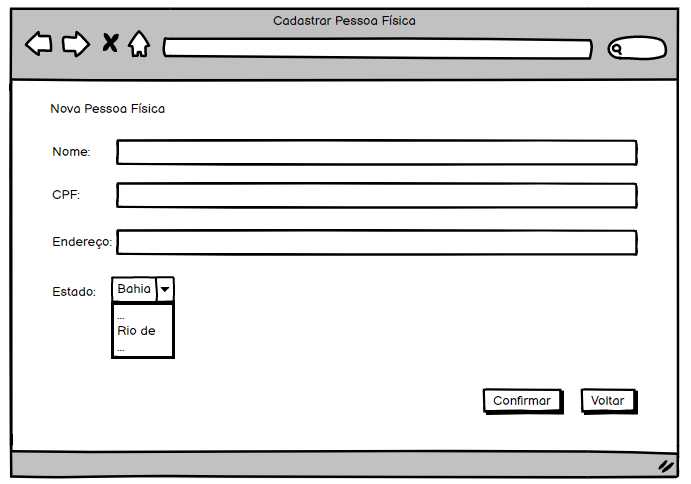 Cadastrar Pessoa Física
Nova Pessoa Física
Nome:
CPF:
Endereço:
Estado: Bahia
...
Rio de
...
Confirmar Voltar